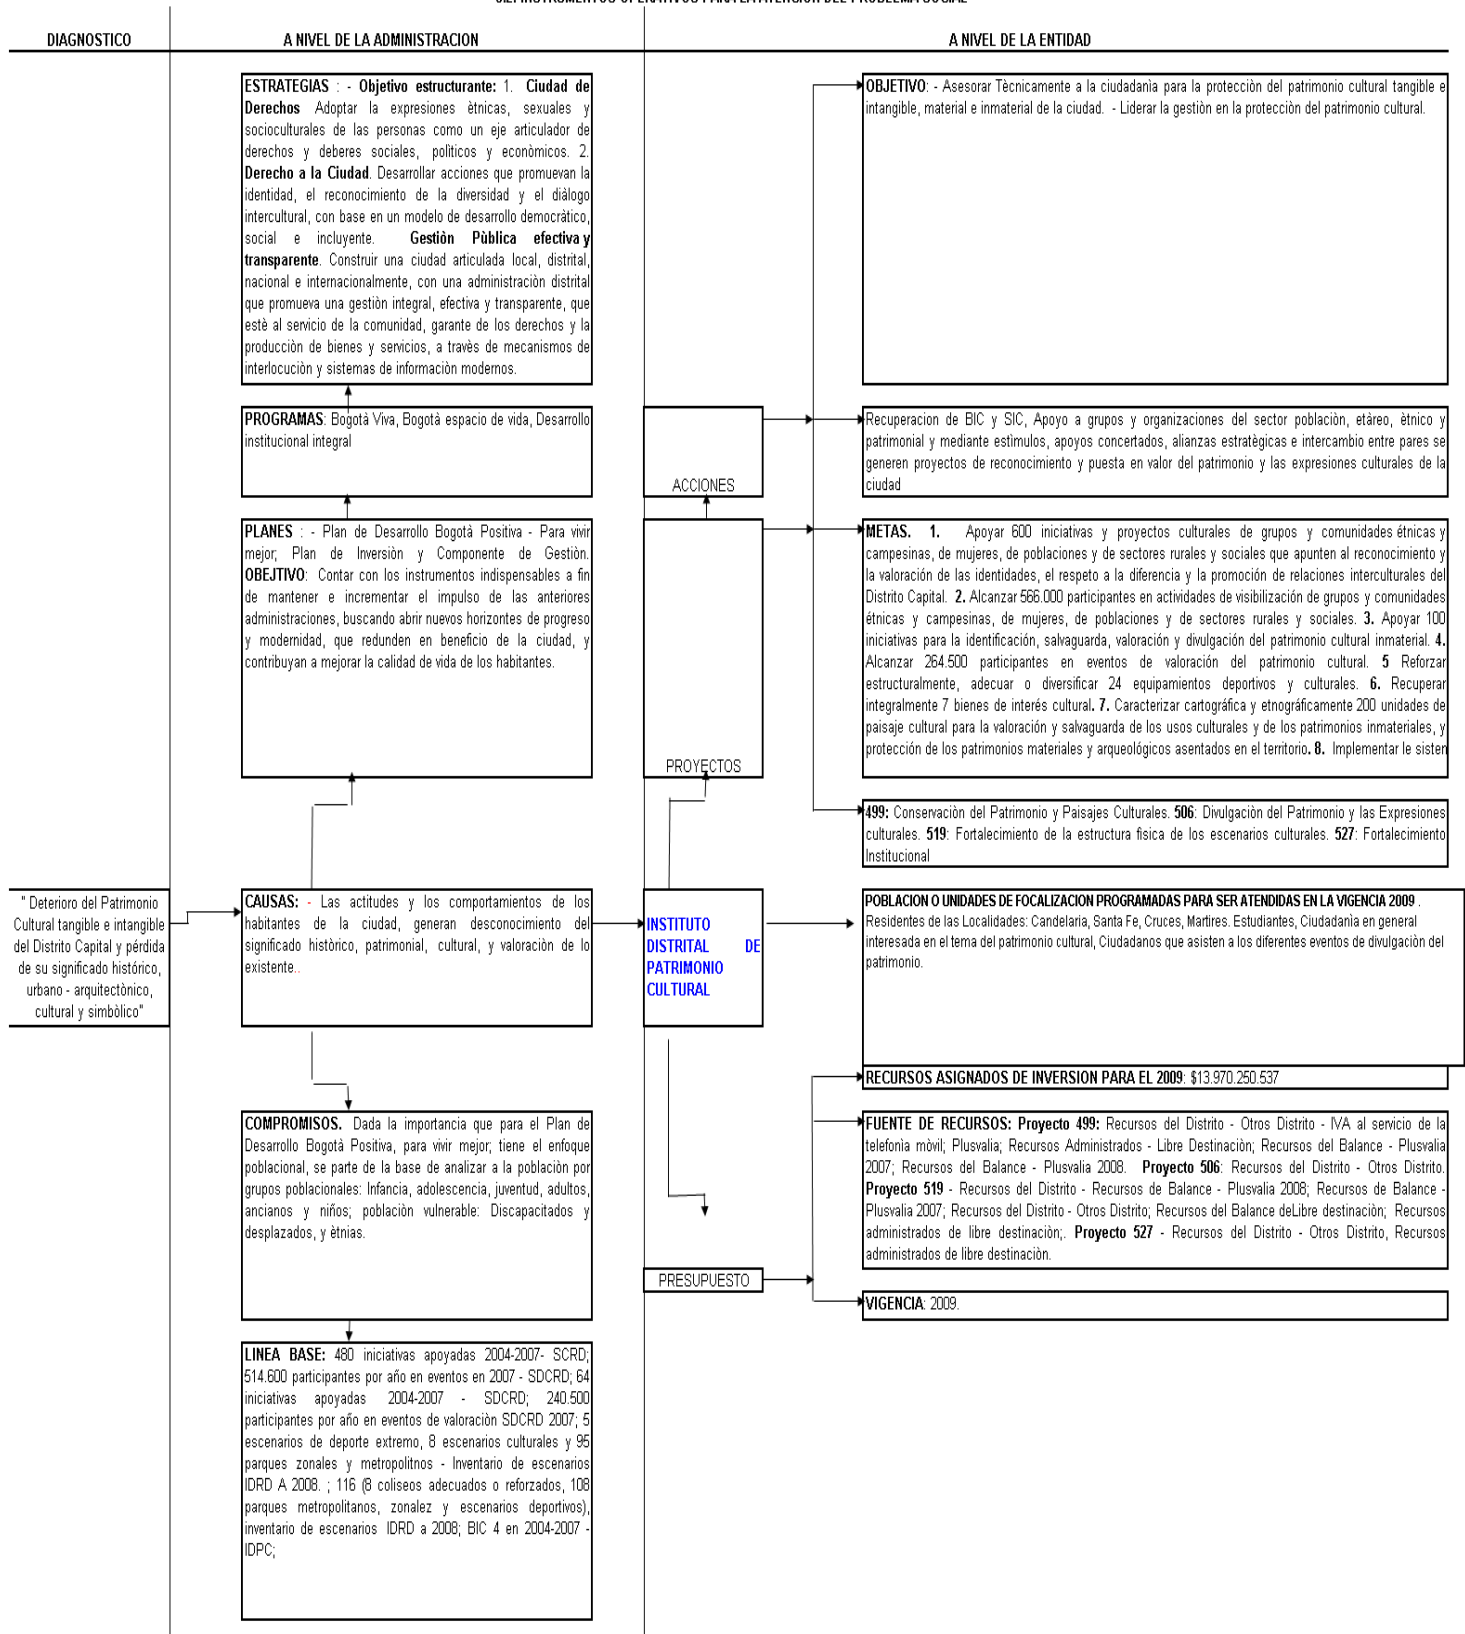 DIAGNOSTICO
A NIVEL DE LA ADMINISTRACION
A NIVEL DE LA ENTIDAD
ESTRATEGIAS : - Objetivo estructurante: 1. Ciudad de
Derechos Adoptar la expresiones ètnicas, sexuales y
socioculturales de las personas como un eje articulador de
derechos y deberes sociales, polìticos y econòmicos. 2.
Derecho a la Ciudad. Desarrollar acciones que promuevan la
identidad, el reconocimiento de la diversidad y el diàlogo
intercultural, con base en un modelo de desarrollo democràtico,
social e incluyente. Gestiòn Pùblica efectiva y
transparente. Construir una ciudad articulada local, distrital,
nacional e internacionalmente, con una administraciòn distrital
que promueva una gestiòn integral, efectiva y transparente, que
estè al servicio de la comunidad, garante de los derechos y la
producciòn de bienes y servicios, a travès de mecanismos de
interlocuciòn y sistemas de informaciòn modernos.
OBJETIVO: - Asesorar Tècnicamente a la ciudadanìa para la protecciòn del patrimonio cultural tangible e
intangible, material e inmaterial de la ciudad. - Liderar la gestiòn en la protecciòn del patrimonio cultural.
PROGRAMAS: Bogotà Viva, Bogotà espacio de vida, Desarrollo
institucional integral
ACCIONES
Recuperacion de BIC y SIC, Apoyo a grupos y organizaciones del sector poblaciòn, etàreo, ètnico y
patrimonial y mediante estìmulos, apoyos concertados, alianzas estratègicas e intercambio entre pares se
generen proyectos de reconocimiento y puesta en valor del patrimonio y las expresiones culturales de la
ciudad
PLANES : - Plan de Desarrollo Bogotà Positiva - Para vivir
mejor; Plan de Inversiòn y Componente de Gestiòn.
OBEJTIVO: Contar con los instrumentos indispensables a fin
de mantener e incrementar el impulso de las anteriores
administraciones, buscando abrir nuevos horizontes de progreso
y modernidad, que redunden en beneficio de la ciudad, y
contribuyan a mejorar la calidad de vida de los habitantes.
PROYECTOS
METAS. 1. Apoyar 600 iniciativas y proyectos culturales de grupos y comunidades étnicas y
campesinas, de mujeres, de poblaciones y de sectores rurales y sociales que apunten al reconocimiento y
la valoración de las identidades, el respeto a la diferencia y la promoción de relaciones interculturales del
Distrito Capital. 2. Alcanzar 566.000 participantes en actividades de visibilización de grupos y comunidades
étnicas y campesinas, de mujeres, de poblaciones y de sectores rurales y sociales. 3. Apoyar 100
iniciativas para la identificación, salvaguarda, valoración y divulgación del patrimonio cultural inmaterial. 4.
Alcanzar 264.500 participantes en eventos de valoración del patrimonio cultural. 5 Reforzar
estructuralmente, adecuar o diversificar 24 equipamientos deportivos y culturales. 6. Recuperar
integralmente 7 bienes de interés cultural. 7. Caracterizar cartográfica y etnográficamente 200 unidades de
paisaje cultural para la valoración y salvaguarda de los usos culturales y de los patrimonios inmateriales, y
protección de los patrimonios materiales y arqueológicos asentados en el territorio. 8. Implementar le sisten
499: Conservaciòn del Patrimonio y Paisajes Culturales. 506: Divulgaciòn del Patrimonio y las Expresiones
culturales. 519: Fortalecimiento de la estructura fìsica de los escenarios culturales. 527: Fortalecimiento
Institucional
" Deterioro del Patrimonio
Cultural tangible e intangible
del Distrito Capital y pérdida
de su significado histórico,
urbano - arquitectònico,
cultural y simbòlico"
CAUSAS: - Las actitudes y los comportamientos de los
habitantes de la ciudad, generan desconocimiento del
significado històrico, patrimonial, cultural, y valoraciòn de lo
existente..
INSTITUTO
DISTRITAL DE
PATRIMONIO
CULTURAL
POBLACION O UNIDADES DE FOCALIZACION PROGRAMADAS PARA SER ATENDIDAS EN LA VIGENCIA 2009 .
Residentes de las Localidades: Candelaria, Santa Fe, Cruces, Martires. Estudiantes, Ciudadanìa en general
interesada en el tema del patrimonio cultural, Ciudadanos que asisten a los diferentes eventos de divulgaciòn del
patrimonio.
RECURSOS ASIGNADOS DE INVERSION PARA EL 2009: $13.970.250.537
COMPROMISOS. Dada la importancia que para el Plan de
Desarrollo Bogotà Positiva, para vivir mejor; tiene el enfoque
poblacional, se parte de la base de analizar a la poblaciòn por
grupos poblacionales: Infancia, adolescencia, juventud, adultos,
ancianos y niños; poblaciòn vulnerable: Discapacitados y
desplazados, y ètnias.
FUENTE DE RECURSOS: Proyecto 499: Recursos del Distrito - Otros Distrito - IVA al servicio de la
telefonìa mòvil; Plusvalia; Recursos Administrados - Libre Destinaciòn; Recursos del Balance - Plusvalia
2007; Recursos del Balance - Plusvalia 2008. Proyecto 506: Recursos del Distrito - Otros Distrito.
Proyecto 519 - Recursos del Distrito - Recursos de Balance - Plusvalia 2008; Recursos de Balance -
Plusvalia 2007; Recursos del Distrito - Otros Distrito; Recursos del Balance deLibre destinaciòn; Recursos
administrados de libre destinaciòn;. Proyecto 527 - Recursos del Distrito - Otros Distrito, Recursos
administrados de libre destinaciòn.
PRESUPUESTO
VIGENCIA: 2009.
LINEA BASE: 480 iniciativas apoyadas 2004-2007- SCRD;
514.600 participantes por año en eventos en 2007 - SDCRD; 64
iniciativas apoyadas 2004-2007 - SDCRD; 240.500
participantes por año en eventos de valoraciòn SDCRD 2007; 5
escenarios de deporte extremo, 8 escenarios culturales y 95
parques zonales y metropolitnos - Inventario de escenarios
IDRD A 2008. ; 116 (8 coliseos adecuados o reforzados, 108
parques metropolitanos, zonalez y escenarios deportivos),
inventario de escenarios IDRD a 2008; BIC 4 en 2004-2007 -
IDPC;